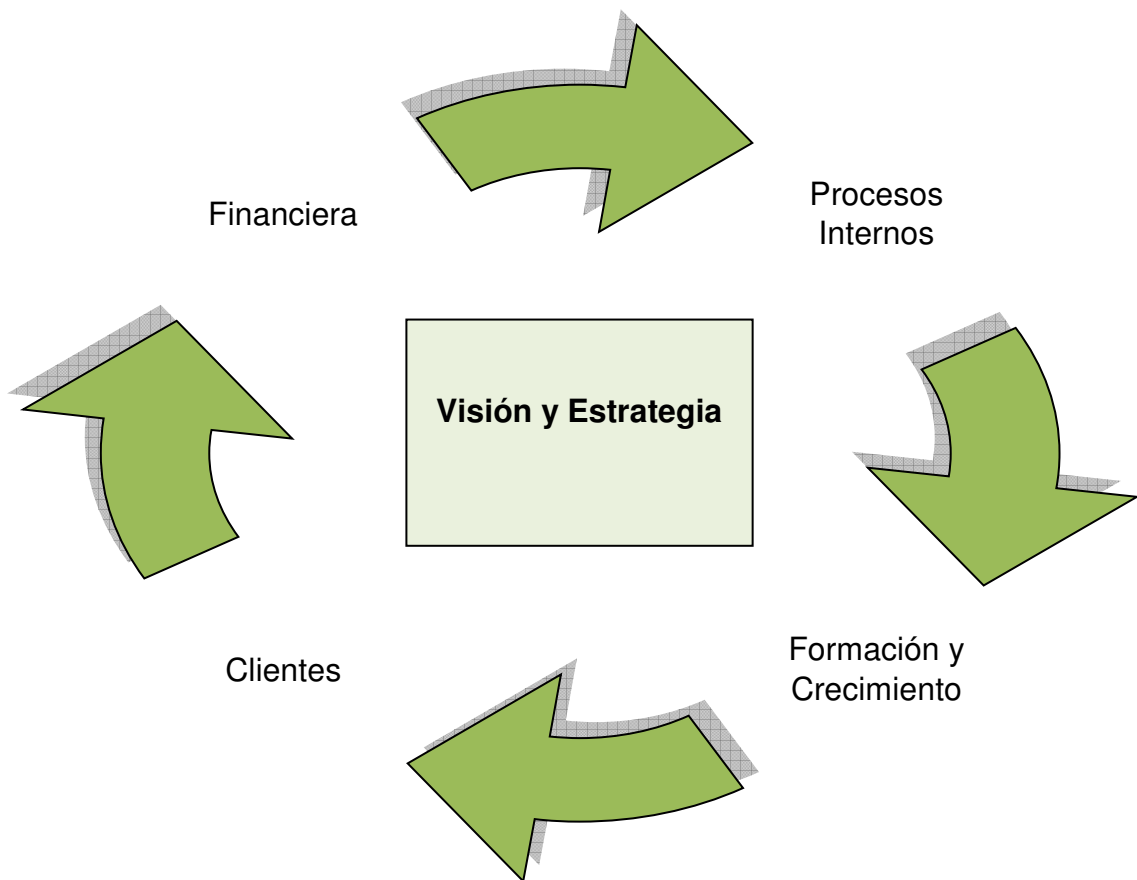 Financiera
Procesos
Internos
Visión y Estrategia
Clientes
Formación y
Crecimiento